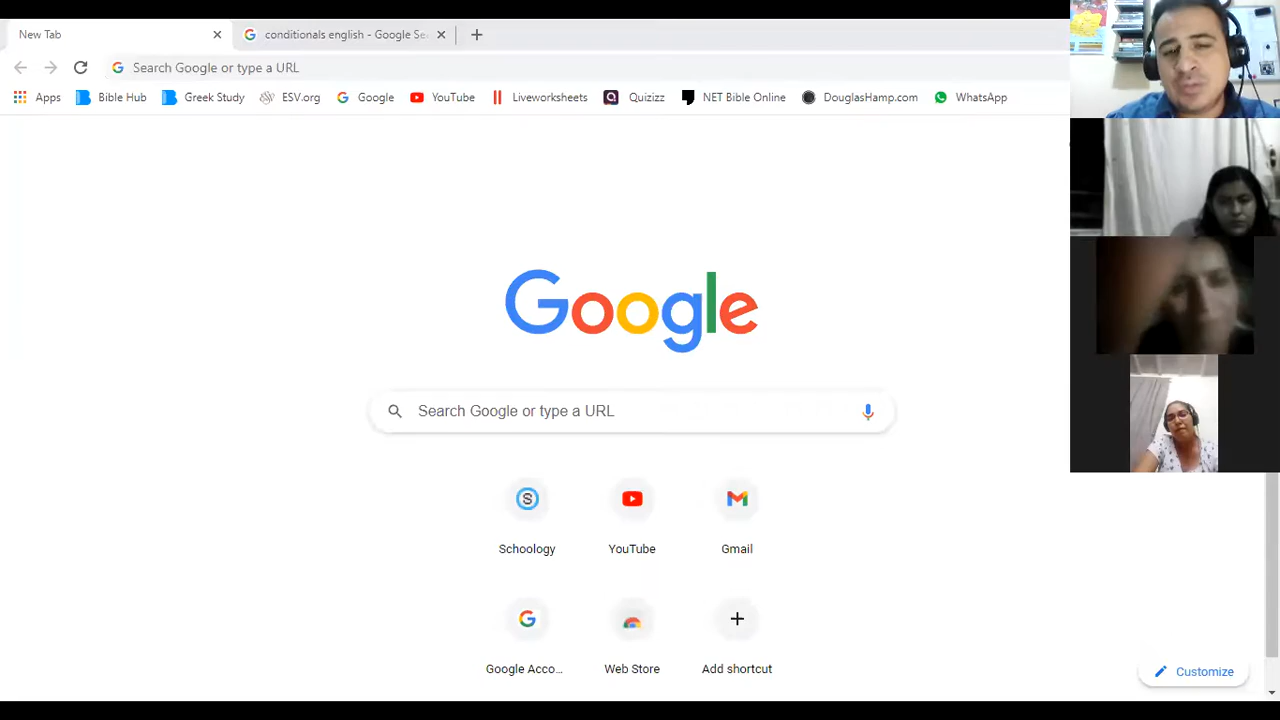 New Tab
conditionals english - Google
Search Google or type a URL
Apps Bible Hub Greek Study ESV.org Google YouTube Liveworksheets Quizizz NET Bible Online DouglasHamp.com WhatsApp
Google
Search Google or type a URL
Schoology YouTube Gmail
Google Acco... Web Store Add shortcut
Customize